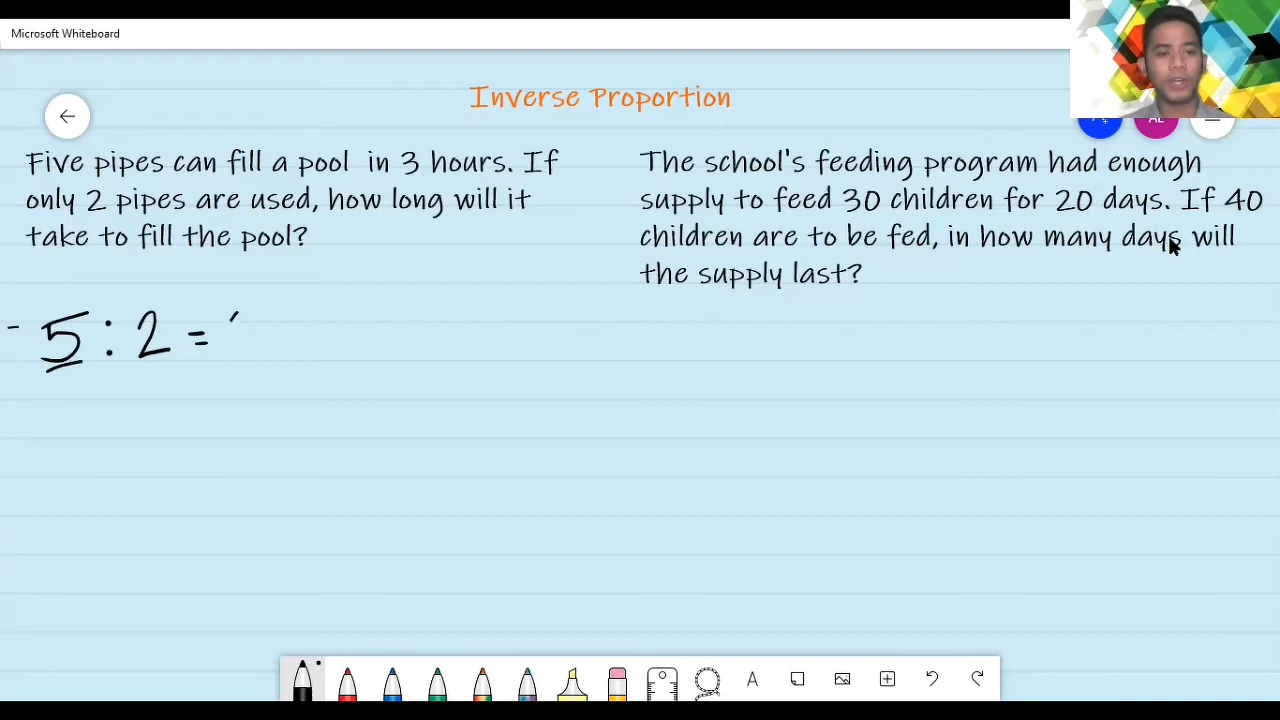 Microsoft Whiteboard
Inverse Proportion
Five pipes can fill a pool in 3 hours. If
only 2 pipes are used, how long will it
take to fill the pool?
The school's feeding program had enough
supply to feed 30 children for 20 days. If 40
children are to be fed, in how many days will
the supply last?
5 : 2 =